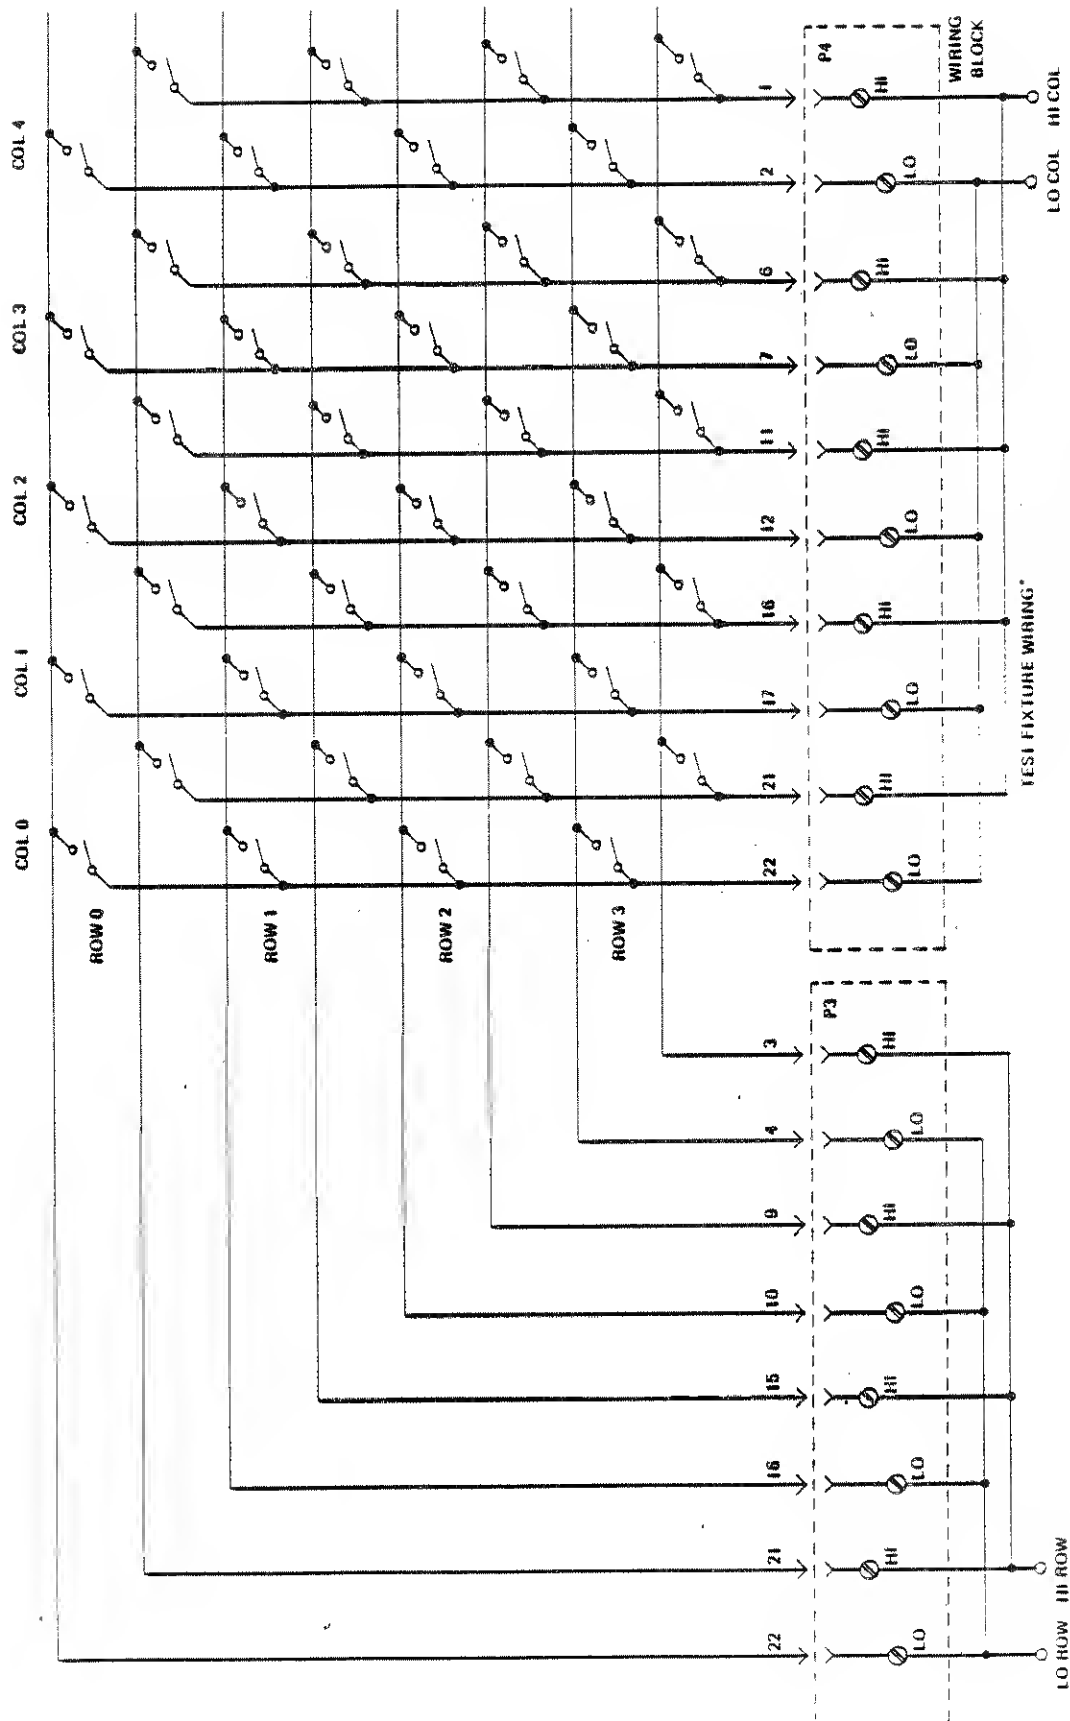 COL 0
COL 1
COL 2
COL 3
COL 4
ROW 0
ROW 1
ROW 2
ROW 3
22
21
16
15
10
9
4
3
22
21
17
16
12
11
7
6
2
1
P3
LO
HI
LO
HI
LO
HI
LO
HI
P4
LO
HI
LO
HI
LO
HI
LO
HI
LO
HI
WIRING
BLOCK
LO ROW
HI ROW
TEST FIXTURE WIRING*
LO COL
HI COL